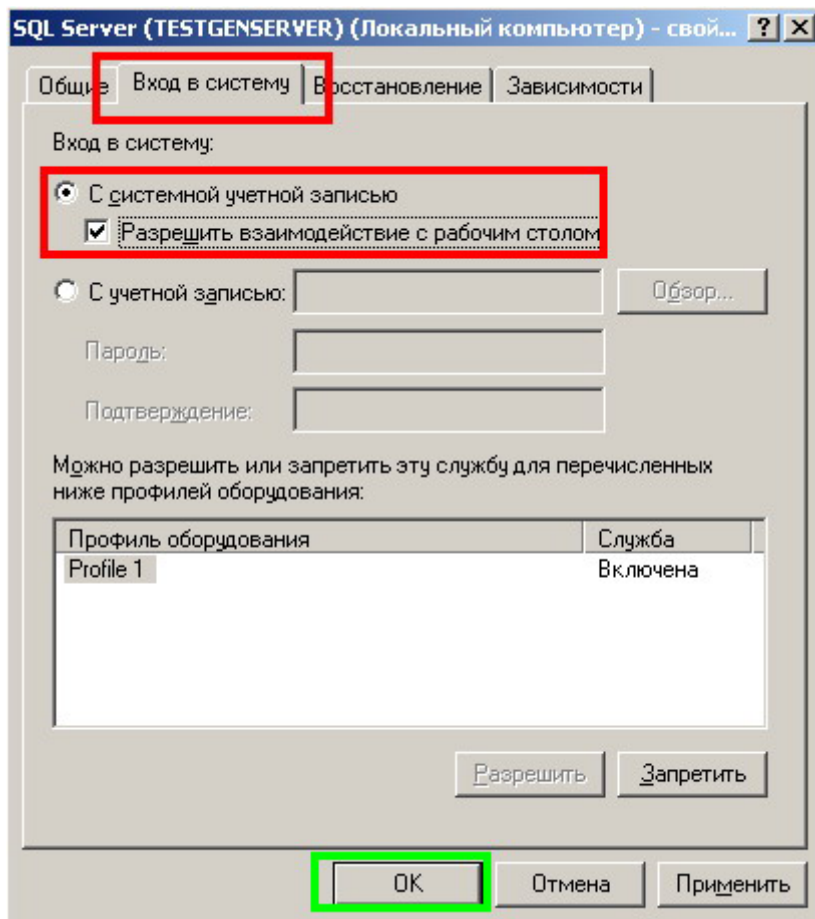 SQL Server (TESTGENSERVER) (Локальный компьютер) - свой...
Общие Вход в систему Восстановление Зависимости
Вход в систему:
С системной учетной записью
Разрешить взаимодействие с рабочим столом
С учетной записью: Обзор...
Пароль:
Подтверждение:
Можно разрешить или запретить эту службу для перечисленных
ниже профилей оборудования:
Профиль оборудования Служба
Profile 1 Включена
Разрешить Запретить
OK Отмена Применить